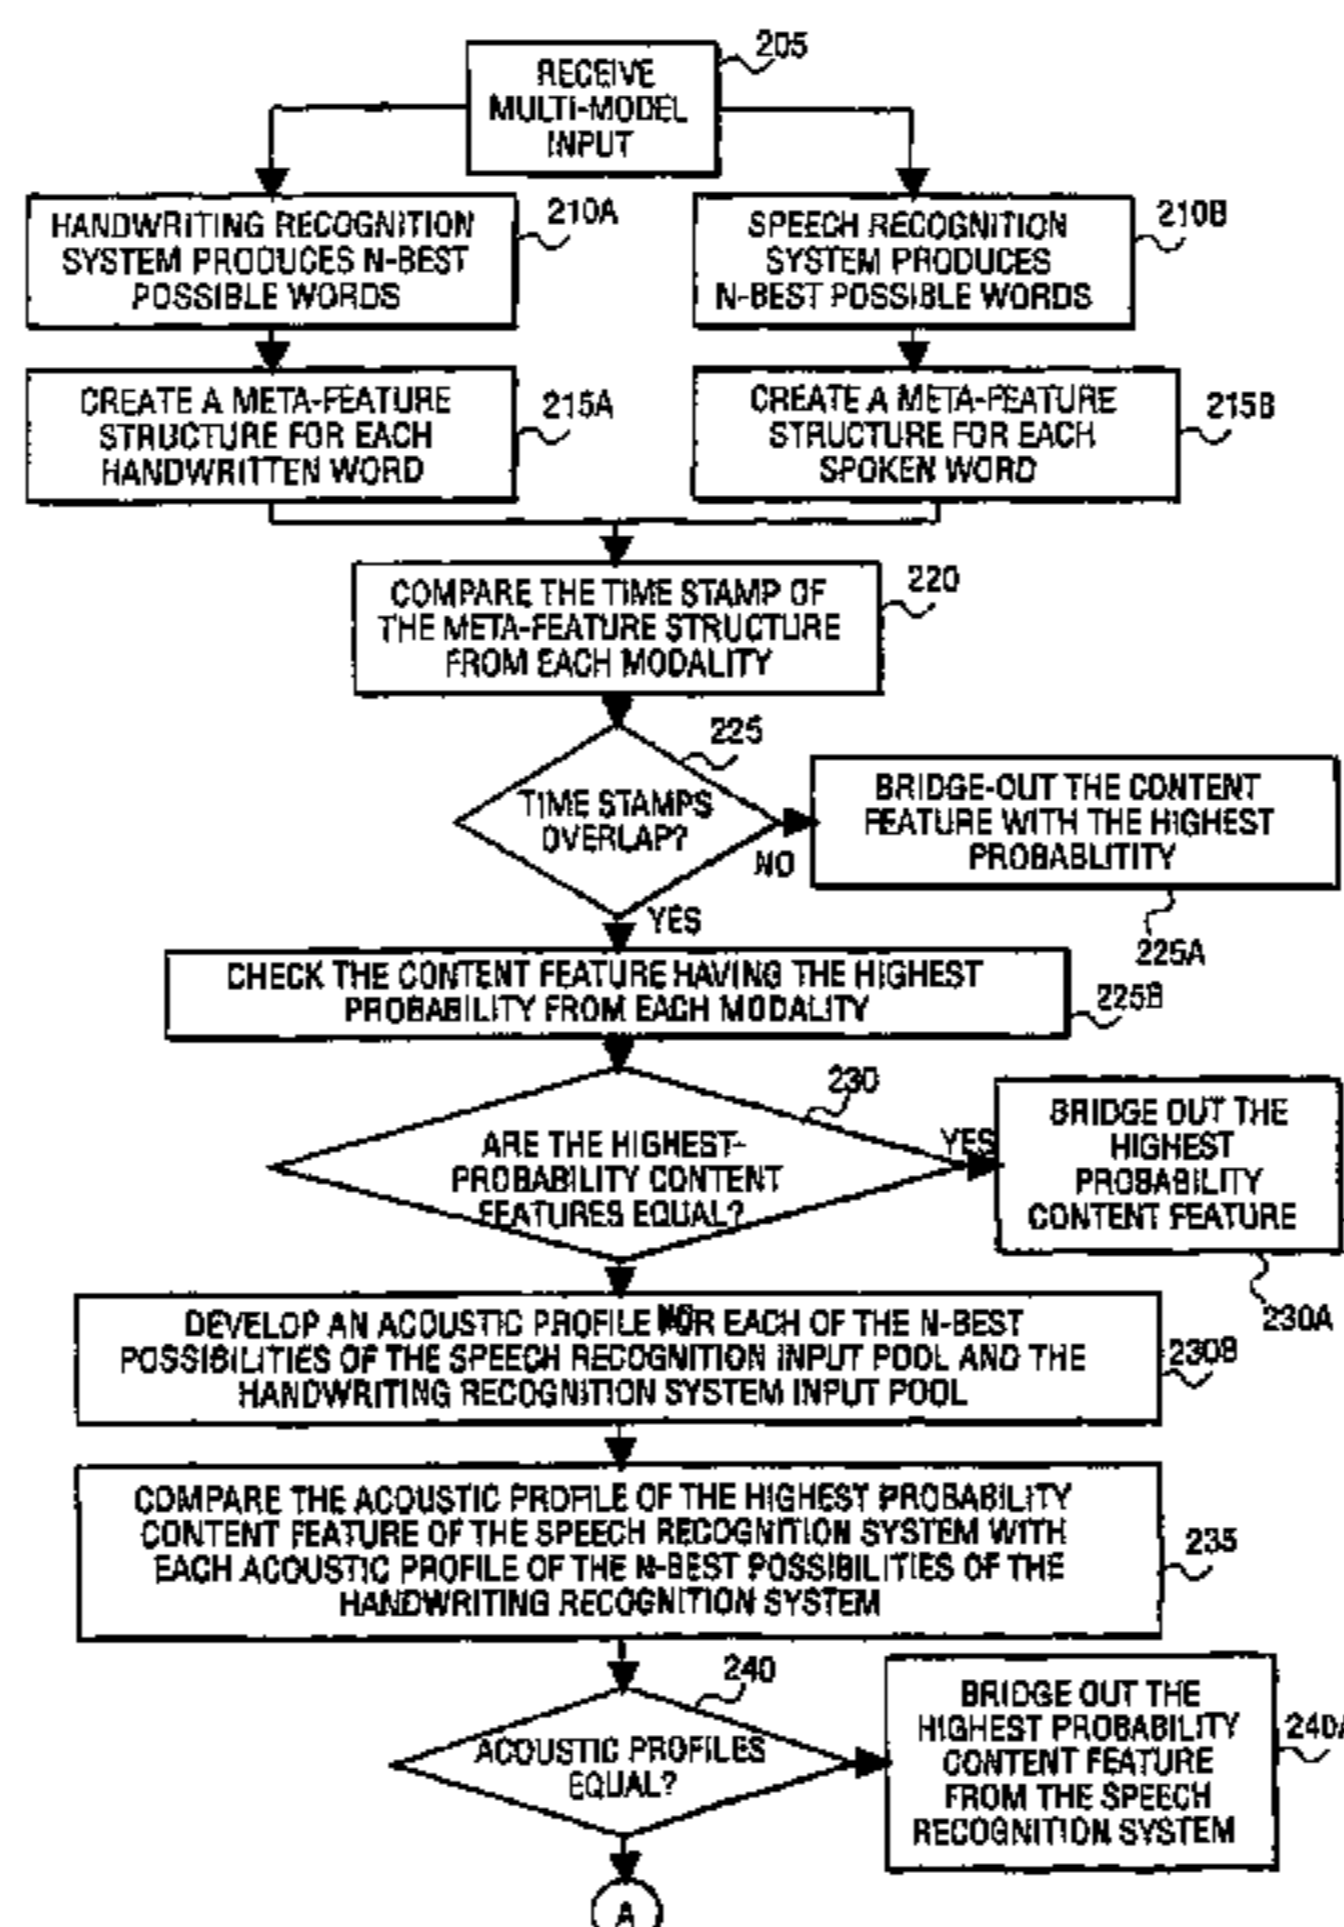 205
RECEIVE
MULTI-MODEL
INPUT
HANDWRITING RECOGNITION
SYSTEM PRODUCES N-BEST
POSSIBLE WORDS
210A
SPEECH RECOGNITION
SYSTEM PRODUCES
N-BEST POSSIBLE WORDS
210B
CREATE A META-FEATURE
STRUCTURE FOR EACH
HANDWRITTEN WORD
215A
CREATE A META-FEATURE
STRUCTURE FOR EACH
SPOKEN WORD
215B
COMPARE THE TIME STAMP OF
THE META-FEATURE STRUCTURE
FROM EACH MODALITY
220
225
TIME STAMPS
OVERLAP?
NO
BRIDGE-OUT THE CONTENT
FEATURE WITH THE HIGHEST
PROBABLITITY
225A
YES
CHECK THE CONTENT FEATURE HAVING THE HIGHEST
PROBABILITY FROM EACH MODALITY
225B
230
ARE THE HIGHEST-
PROBABILITY CONTENT
FEATURES EQUAL?
YES
BRIDGE OUT THE
HIGHEST
PROBABILITY
CONTENT FEATURE
230A
NO
DEVELOP AN ACOUSTIC PROFILE FOR EACH OF THE N-BEST
POSSIBILITIES OF THE SPEECH RECOGNITION INPUT POOL AND THE
HANDWRITING RECOGNITION SYSTEM INPUT POOL
230B
COMPARE THE ACOUSTIC PROFILE OF THE HIGHEST PROBABILITY
CONTENT FEATURE OF THE SPEECH RECOGNITION SYSTEM WITH
EACH ACOUSTIC PROFILE OF THE N-BEST POSSIBILITIES OF THE
HANDWRITING RECOGNITION SYSTEM
235
240
ACOUSTIC PROFILES
EQUAL?
BRIDGE OUT THE
HIGHEST PROBABILITY
CONTENT FEATURE
FROM THE SPEECH
RECOGNITION SYSTEM
240A
A